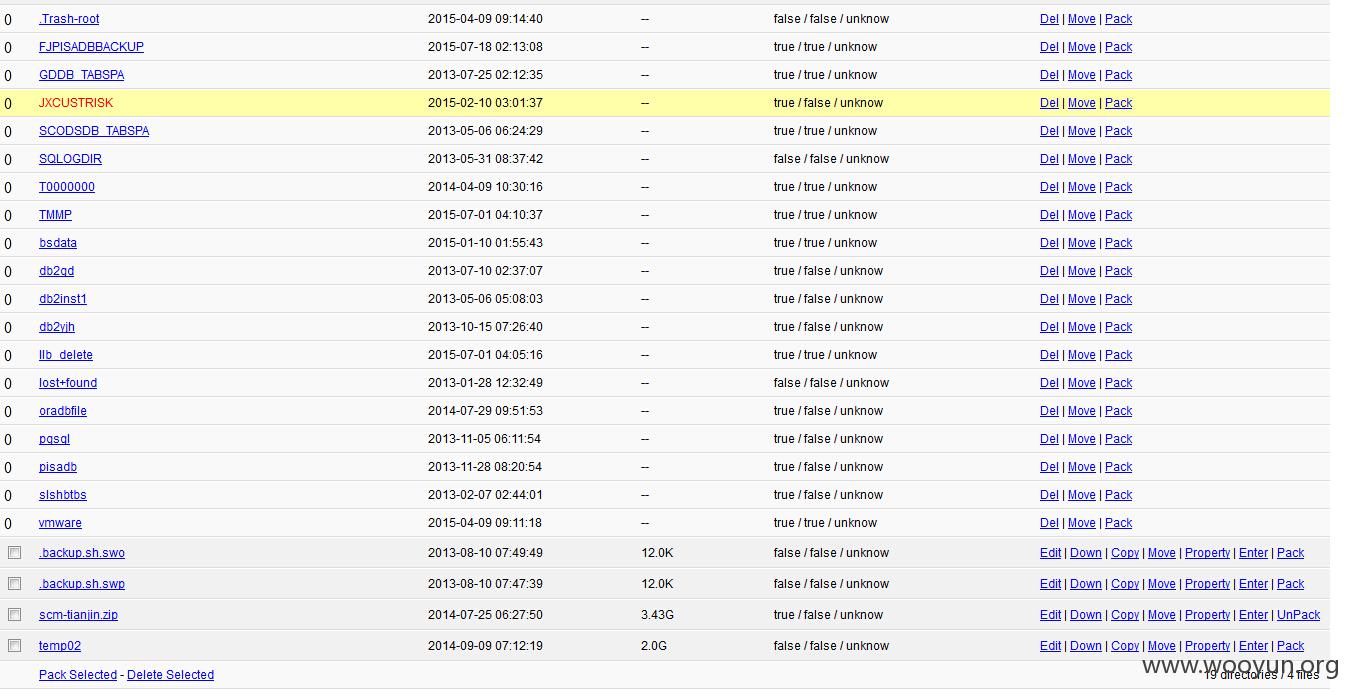 0 .Trash-root 2015-04-09 09:14:40 -- false / false / unknow Del | Move | Pack
0 FJPISADBBACKUP 2015-07-18 02:13:08 -- true / true / unknow Del | Move | Pack
0 GDDB_TABSPA 2013-07-25 02:12:35 -- true / true / unknow Del | Move | Pack
0 JXCUSTRISK 2015-02-10 03:01:37 -- true / false / unknow Del | Move | Pack
0 SCODSDB_TABSPA 2013-05-06 06:24:29 -- true / true / unknow Del | Move | Pack
0 SQLOGDIR 2013-05-31 08:37:42 -- false / false / unknow Del | Move | Pack
0 T0000000 2014-04-09 10:30:16 -- true / true / unknow Del | Move | Pack
0 TMMP 2015-07-01 04:10:37 -- true / true / unknow Del | Move | Pack
0 bsdata 2015-01-10 01:55:43 -- true / true / unknow Del | Move | Pack
0 db2gd 2013-07-10 02:37:07 -- true / false / unknow Del | Move | Pack
0 db2inst1 2013-05-06 05:08:03 -- true / false / unknow Del | Move | Pack
0 db2yjh 2013-10-15 07:26:40 -- true / false / unknow Del | Move | Pack
0 llb_delete 2015-07-01 04:05:16 -- true / true / unknow Del | Move | Pack
0 lost+found 2013-01-28 12:32:49 -- false / false / unknow Del | Move | Pack
0 oradbfile 2014-07-29 09:51:53 -- true / false / unknow Del | Move | Pack
0 pgsql 2013-11-05 06:11:54 -- true / false / unknow Del | Move | Pack
0 pisadb 2013-11-28 08:20:54 -- true / false / unknow Del | Move | Pack
0 slshbtbs 2013-02-07 02:44:01 -- true / false / unknow Del | Move | Pack
0 vmware 2015-04-09 09:11:18 -- true / true / unknow Del | Move | Pack
.backup.sh.swo 2013-08-10 07:49:49 12.0K false / false / unknow Edit | Down | Copy | Move | Property | Enter | Pack
.backup.sh.swp 2013-08-10 07:47:39 12.0K false / false / unknow Edit | Down | Copy | Move | Property | Enter | Pack
scm-tianjin.zip 2014-07-25 06:27:50 3.43G true / false / unknow Edit | Down | Copy | Move | Property | Enter | UnPack
temp02 2014-09-09 07:12:19 2.0G false / false / unknow Edit | Down | Copy | Move | Property | Enter | Pack
Pack Selected - Delete Selected 19 directories / 4 files
www.wooyun.org